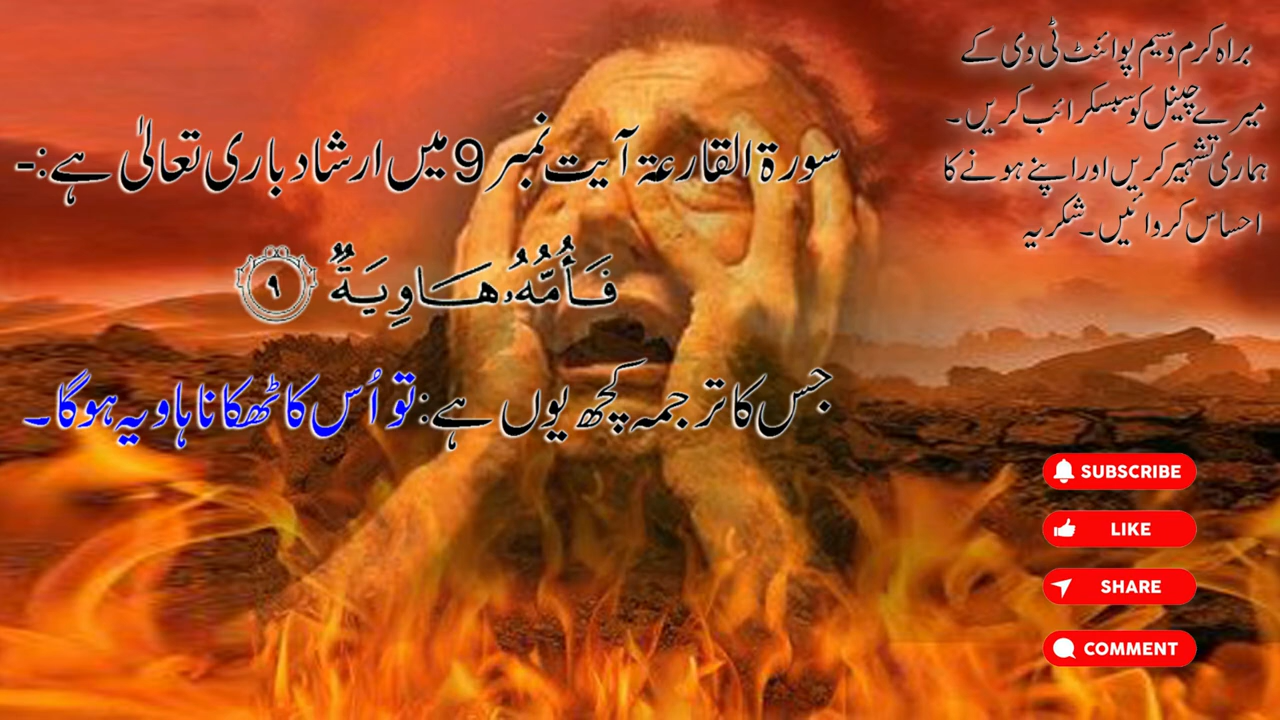 براہ کرم وسیم پوائنٹ ٹی وی کے
میرے چینل کو سبسکرائب کریں۔
ہماری تشہیر کریں اور اپنے ہونے کا
احساس کروائیں۔ شکریہ
سورۃ القارعۃ آیت نمبر 9 میں ارشاد باری تعالیٰ ہے:-
فَأُمُّهُۥ هَاوِيَةٌ ۹
جس کا ترجمہ کچھ یوں ہے: تو اُس کا ٹھکانا ہاویہ ہوگا۔
SUBSCRIBE
LIKE
SHARE
COMMENT